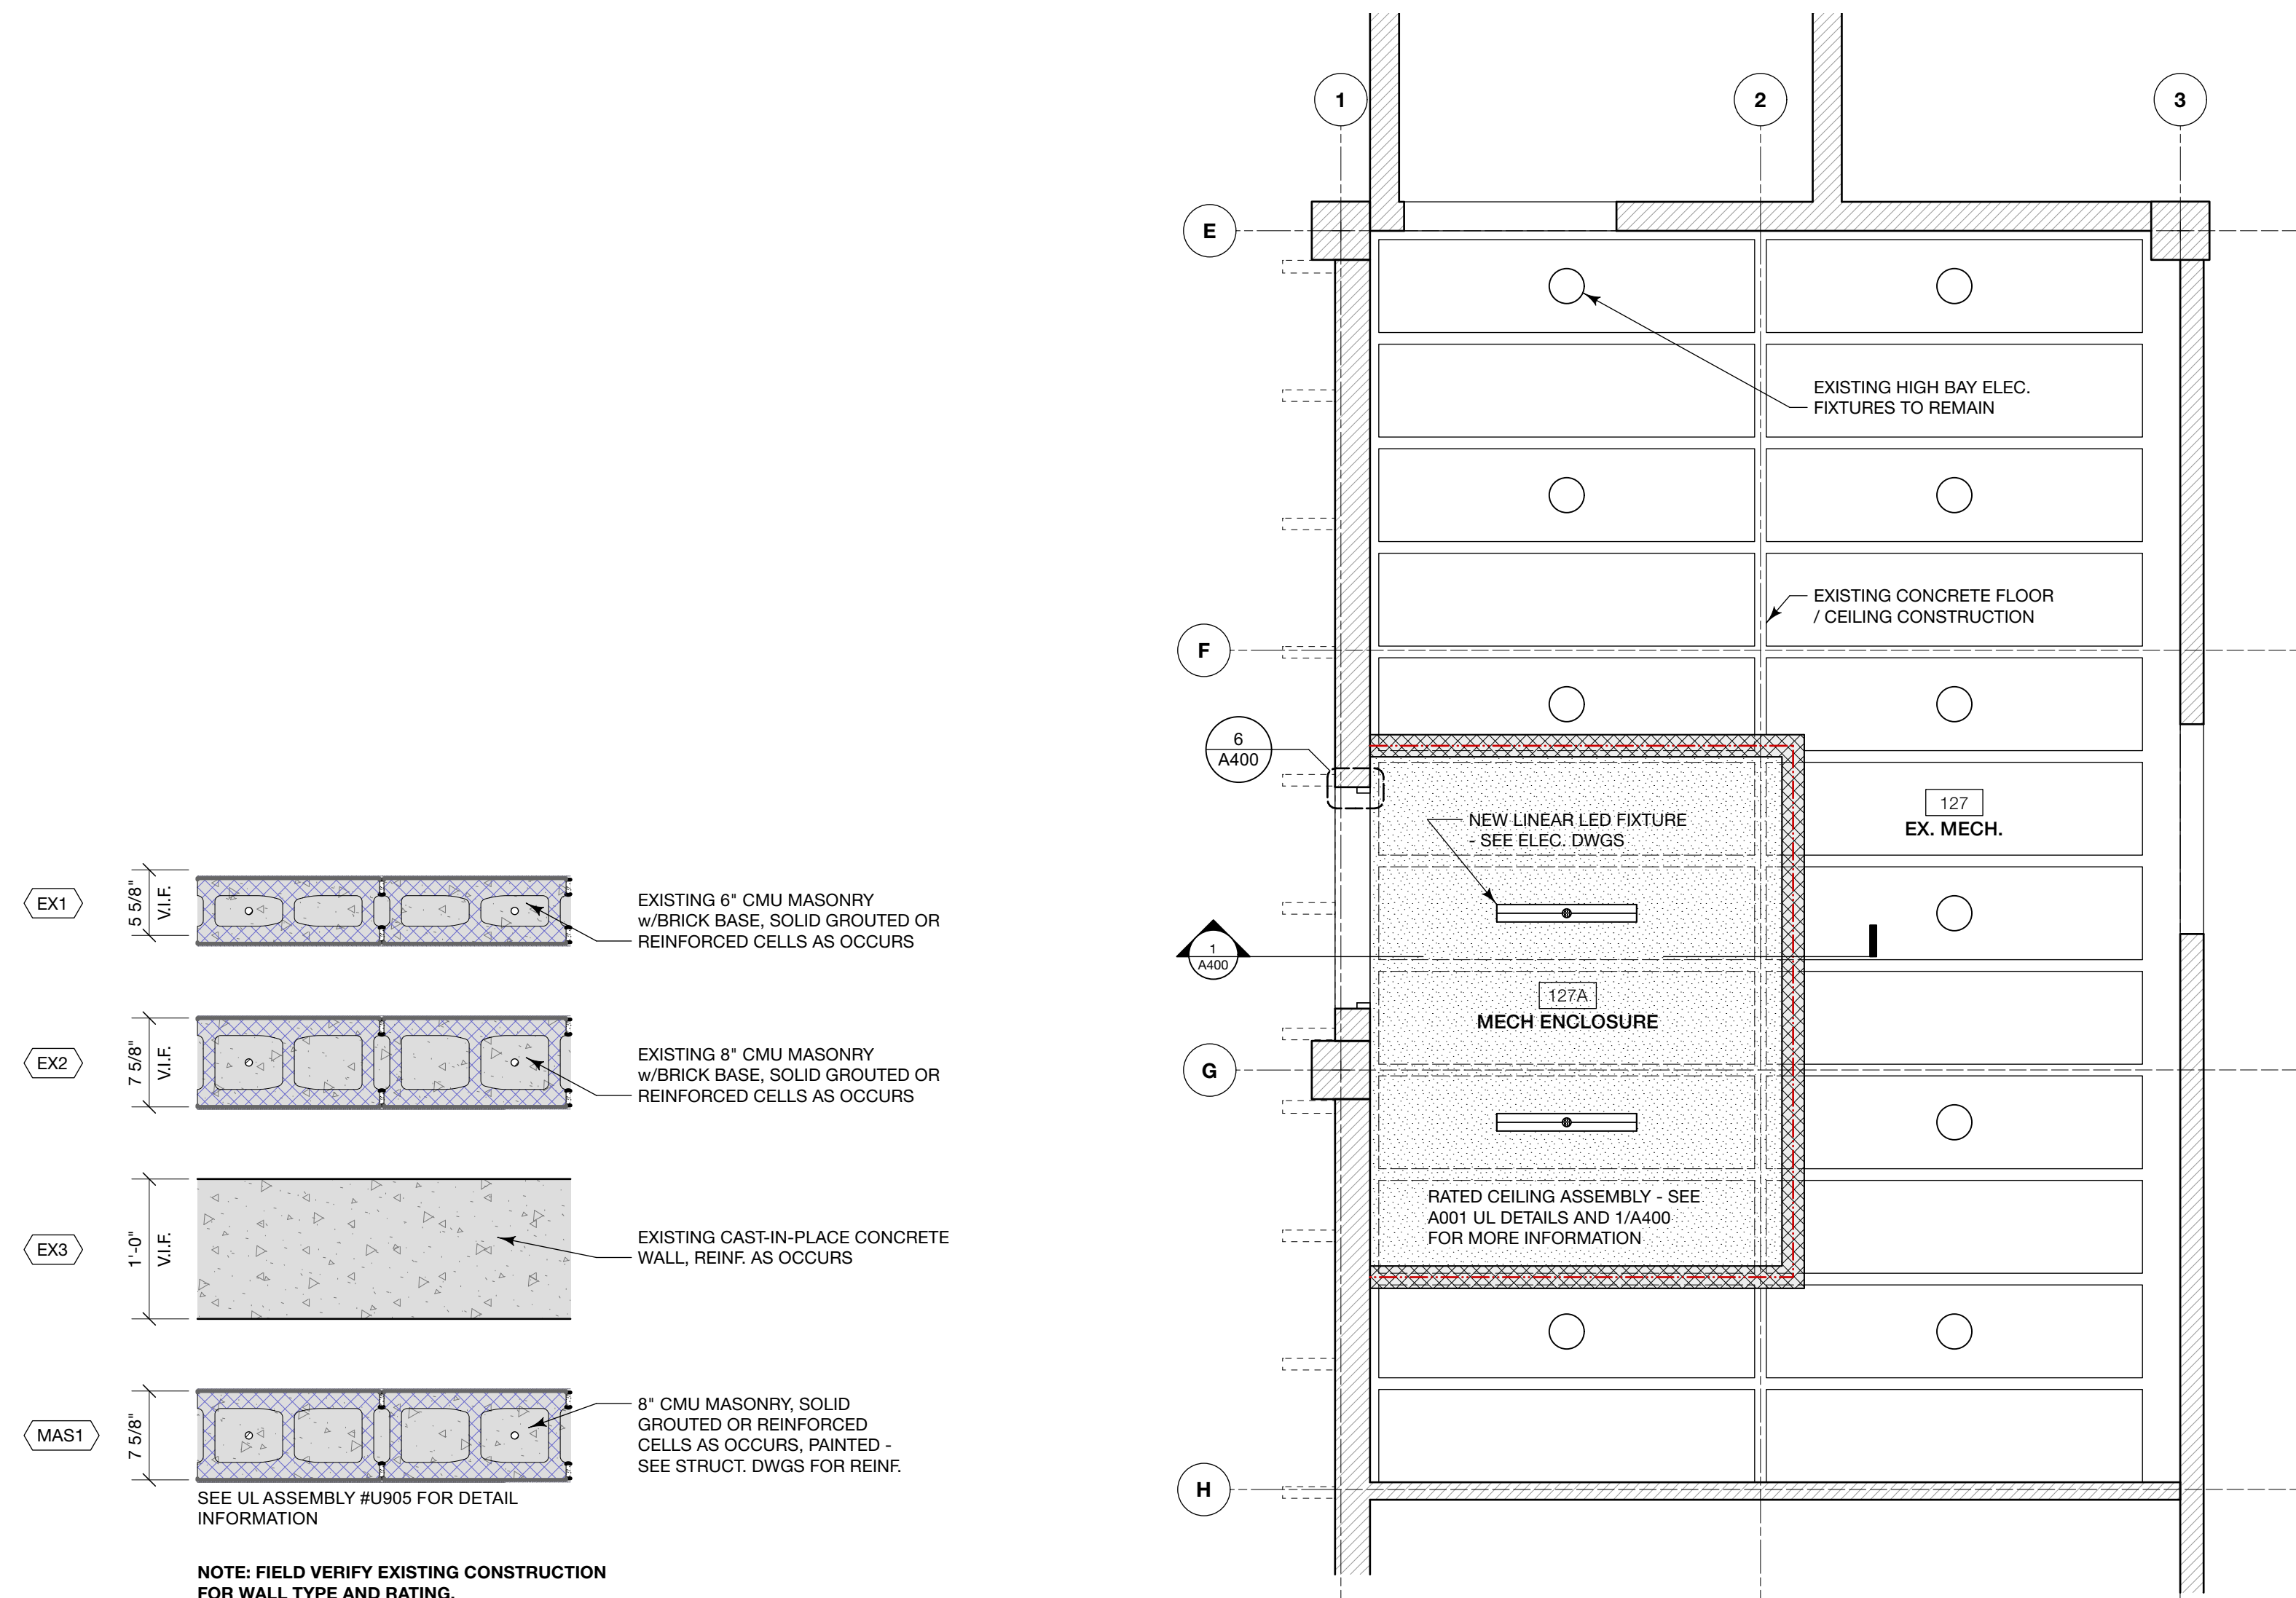 EX1
5 5/8"
V.I.F.
EXISTING 6" CMU MASONRY
w/BRICK BASE, SOLID GROUTED OR
REINFORCED CELLS AS OCCURS
EX2
7 5/8"
V.I.F.
EXISTING 8" CMU MASONRY
w/BRICK BASE, SOLID GROUTED OR
REINFORCED CELLS AS OCCURS
EX3
1'-0"
V.I.F.
EXISTING CAST-IN-PLACE CONCRETE
WALL, REINF. AS OCCURS
MAS1
7 5/8"
8" CMU MASONRY, SOLID
GROUTED OR REINFORCED
CELLS AS OCCURS, PAINTED -
SEE STRUCT. DWGS FOR REINF.
SEE UL ASSEMBLY #U905 FOR DETAIL
INFORMATION
NOTE: FIELD VERIFY EXISTING CONSTRUCTION
FOR WALL TYPE AND RATING.
1
2
3
E
EXISTING HIGH BAY ELEC.
FIXTURES TO REMAIN
EXISTING CONCRETE FLOOR
/ CEILING CONSTRUCTION
F
6
A400
127
EX. MECH.
NEW LINEAR LED FIXTURE
- SEE ELEC. DWGS
1
A400
127A
MECH ENCLOSURE
G
RATED CEILING ASSEMBLY - SEE
A001 UL DETAILS AND 1/A400
FOR MORE INFORMATION
H